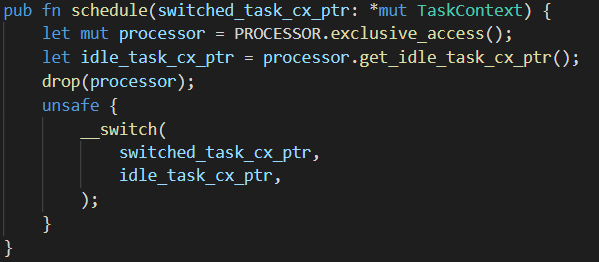 pub fn schedule(switched_task_cx_ptr: *mut TaskContext) {
    let mut processor = PROCESSOR.exclusive_access();
    let idle_task_cx_ptr = processor.get_idle_task_cx_ptr();
    drop(processor);
    unsafe {
        __switch(
            switched_task_cx_ptr,
            idle_task_cx_ptr,
        );
    }
}